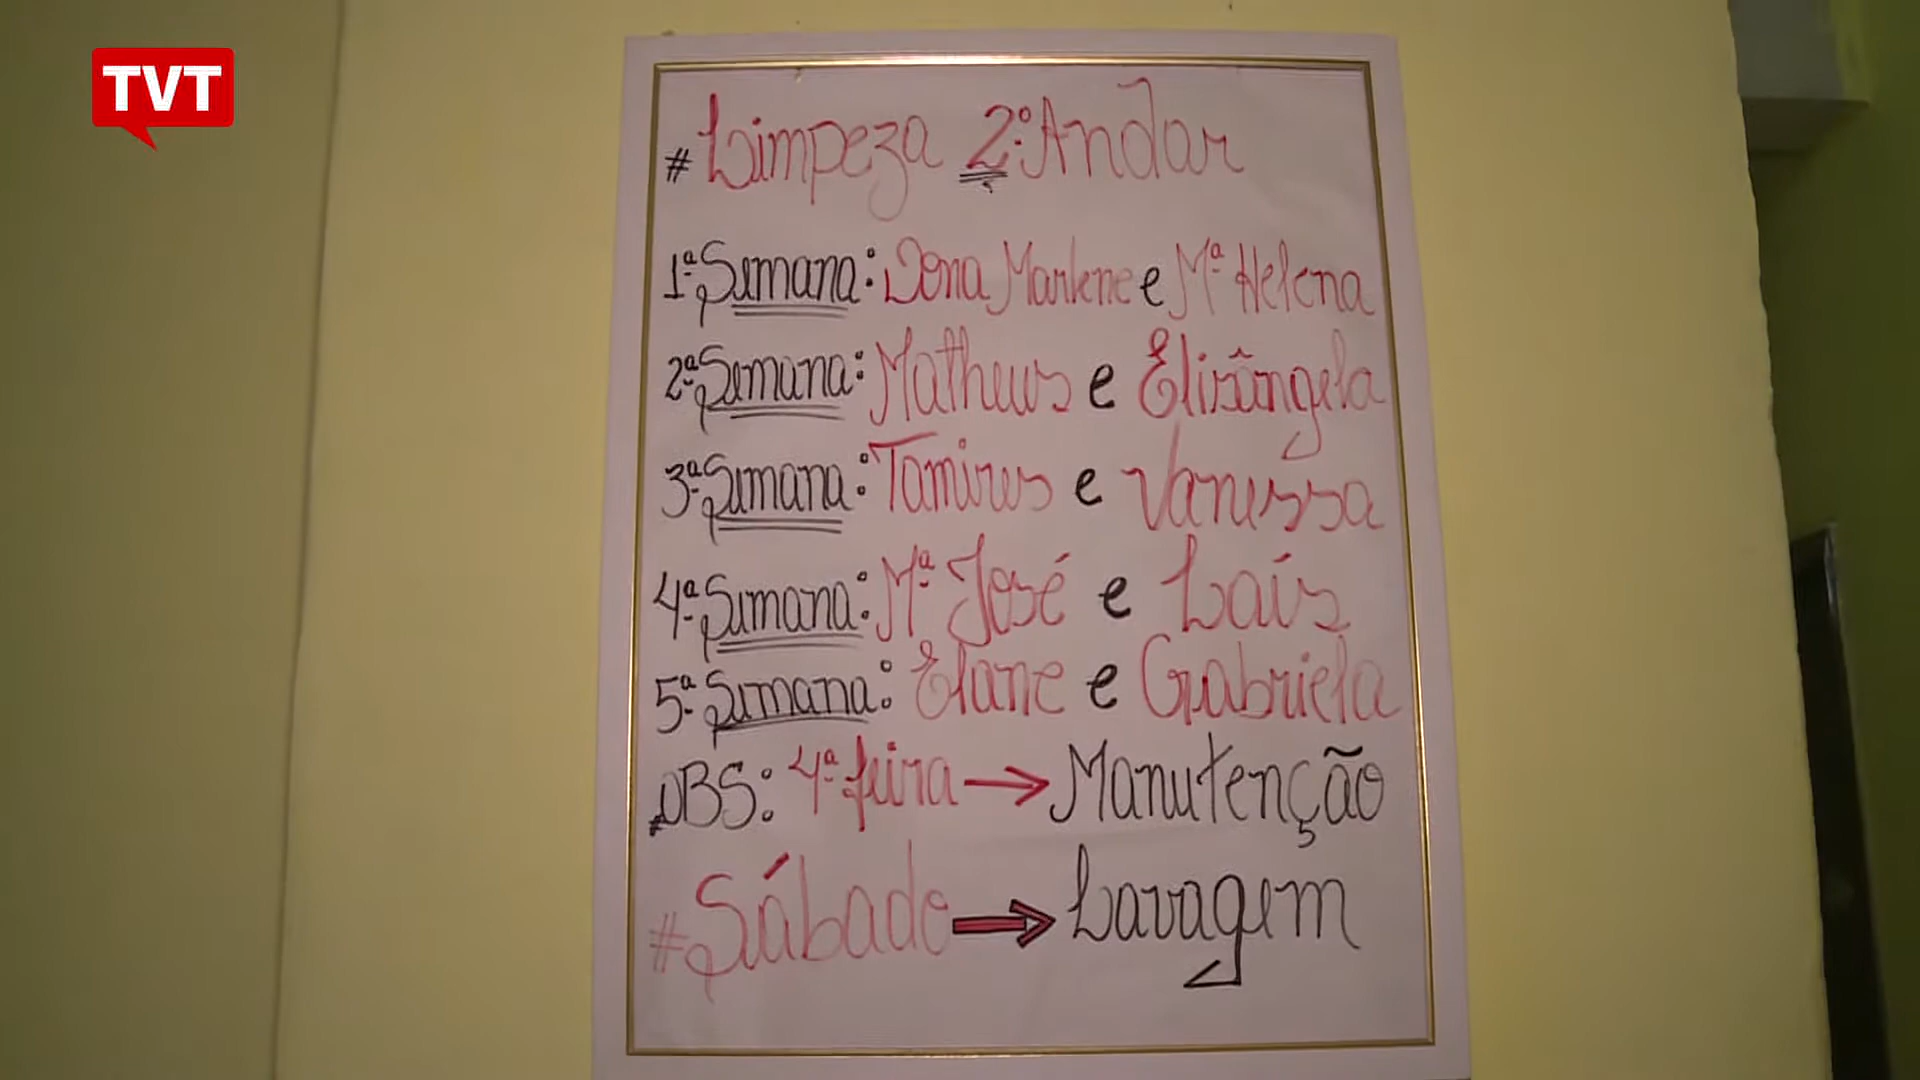 TVT
# Limpeza 2º Andar
1ª Semana: Dona Marlene e Mª Helena
2ª Semana: Matheus e Elisângela
3ª Semana: Tamires e Vanessa
4ª Semana: Mª José e Laís
5ª Semana: Elane e Gabriela
# OBS: 4ª feira → Manutenção
# Sábado → Lavagem